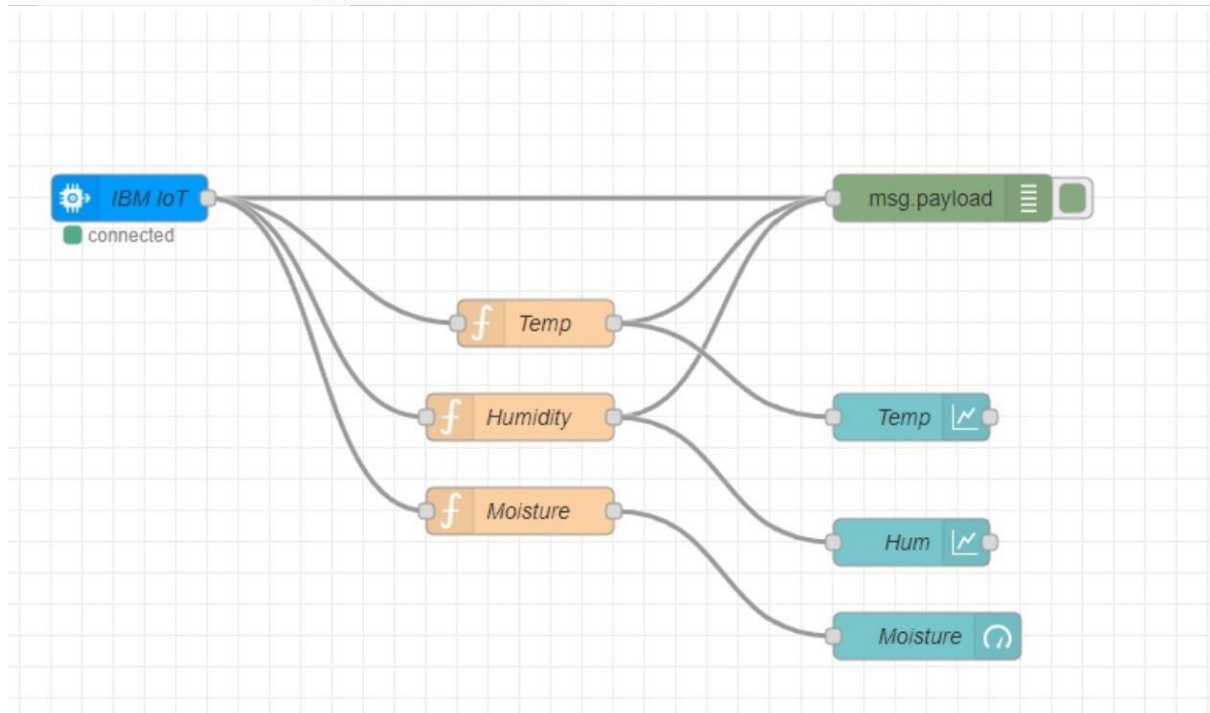 IBM IoT
msg.payload
connected
Temp
Humidity
Temp
Moisture
Hum
Moisture